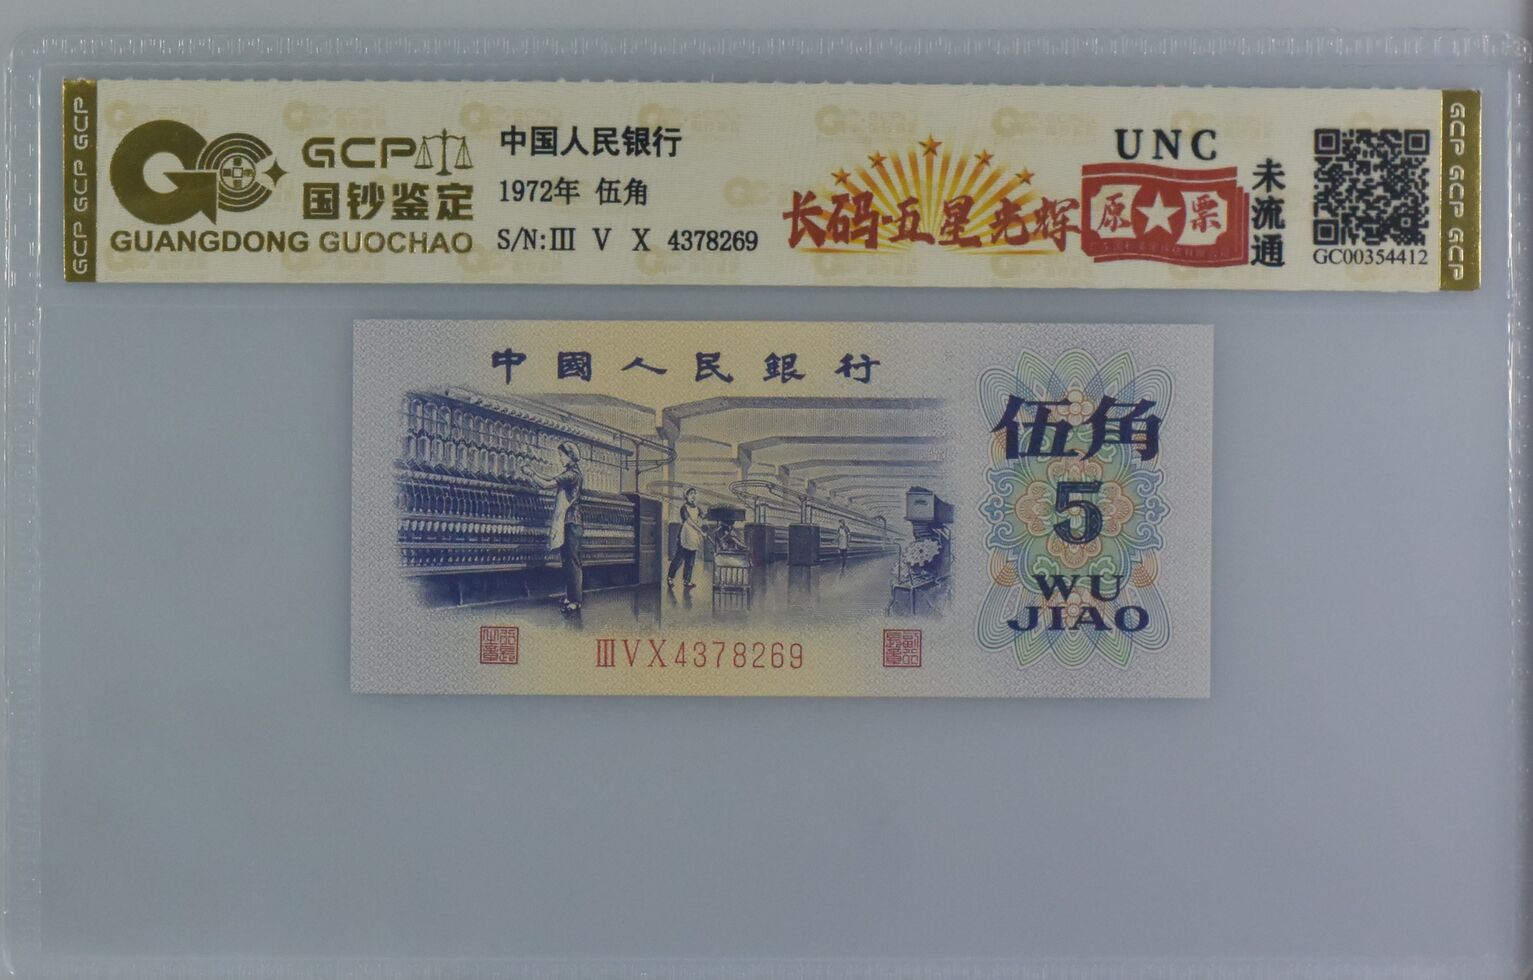 GCP GCP GCP
GCP
国钞鉴定
GUANGDONG GUOCHAO
中国人民银行
1972年 伍角
S/N:Ⅲ V X 4378269
长码·五星光辉
UNC
原★票
未流通
GC00354412
GCP GCP GCP
中國人民銀行
伍角
5
WU
JIAO
ⅢVX4378269